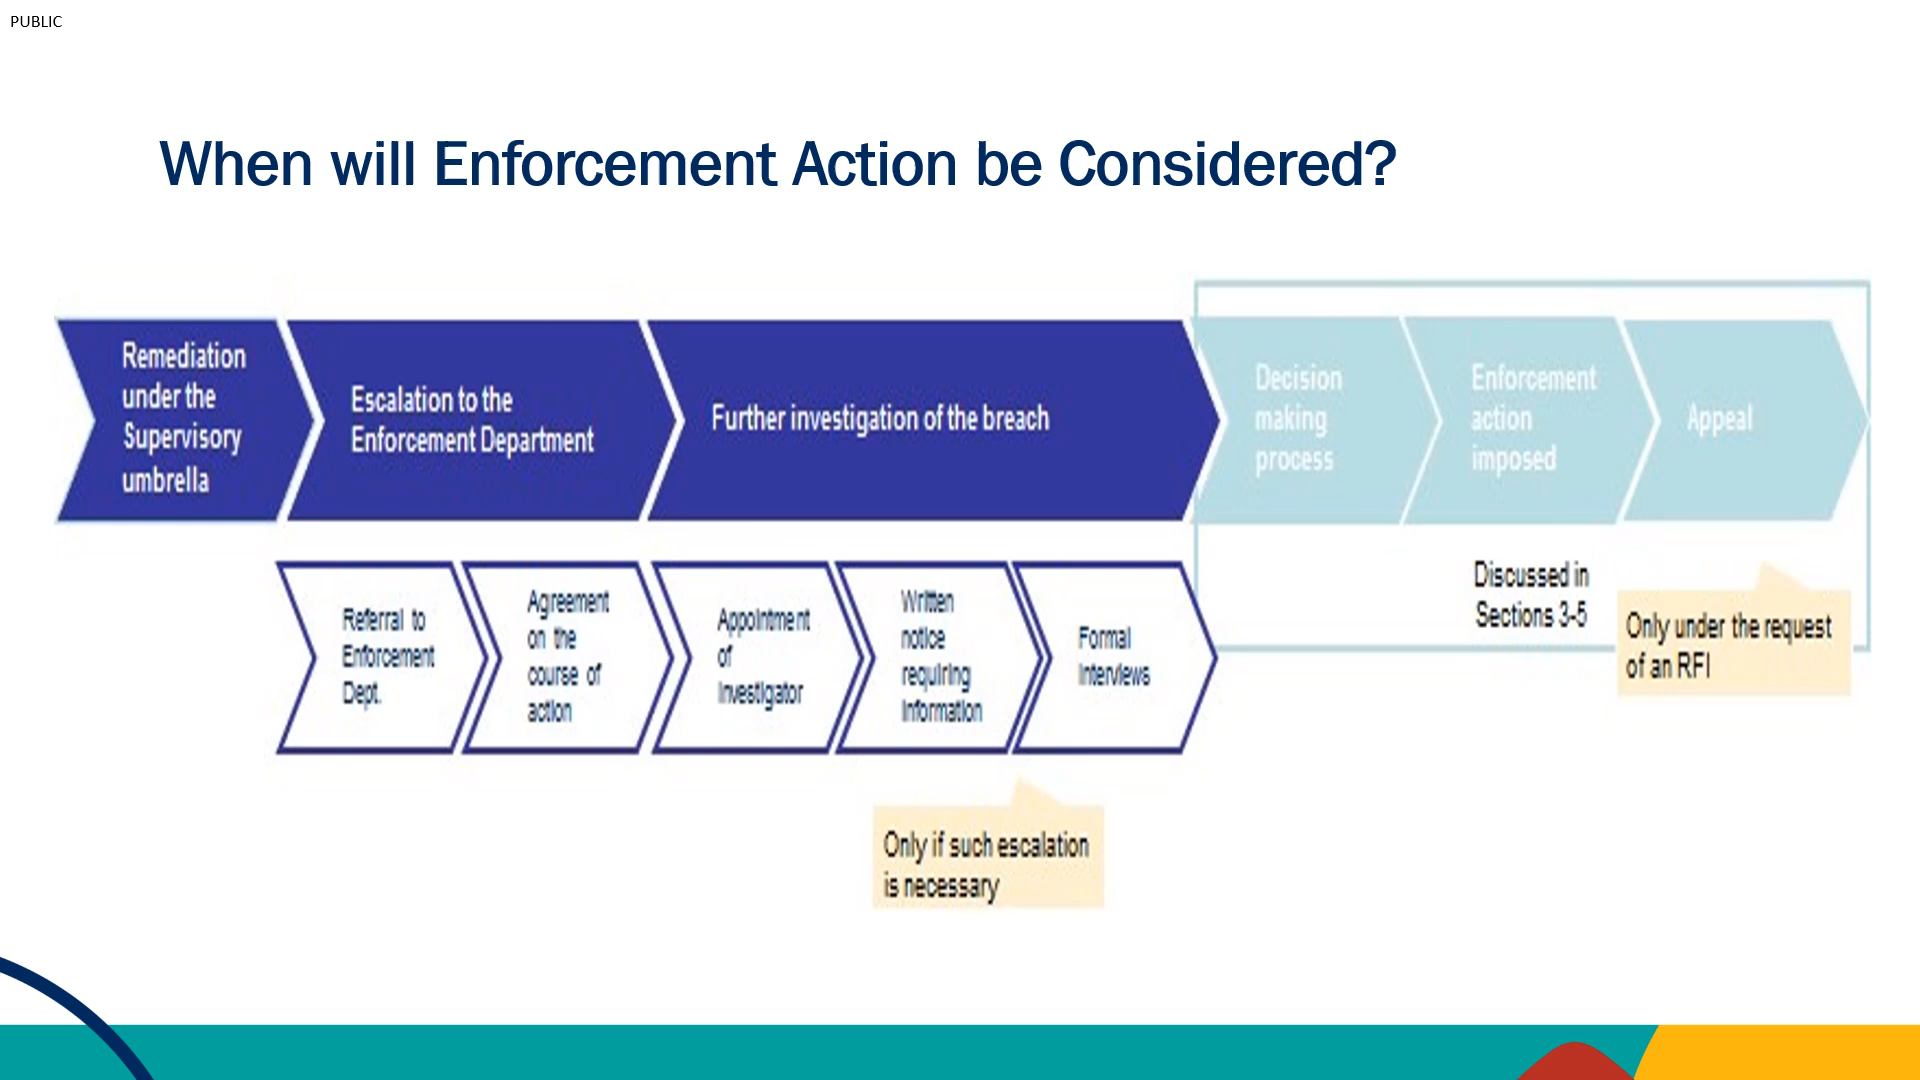 PUBLIC
When will Enforcement Action be Considered?
Remediation
under the
Supervisory
umbrella
Escalation to the
Enforcement Department
Further investigation of the breach
Decision
making
process
Enforcement
action
imposed
Appeal
Referral to
Enforcement
Dept.
Agreement
on the
course of
action
Appointment
of
Investigator
Written
notice
requiring
Information
Formal
Interviews
Discussed in
Sections 3-5
Only under the request
of an RFI
Only if such escalation
is necessary